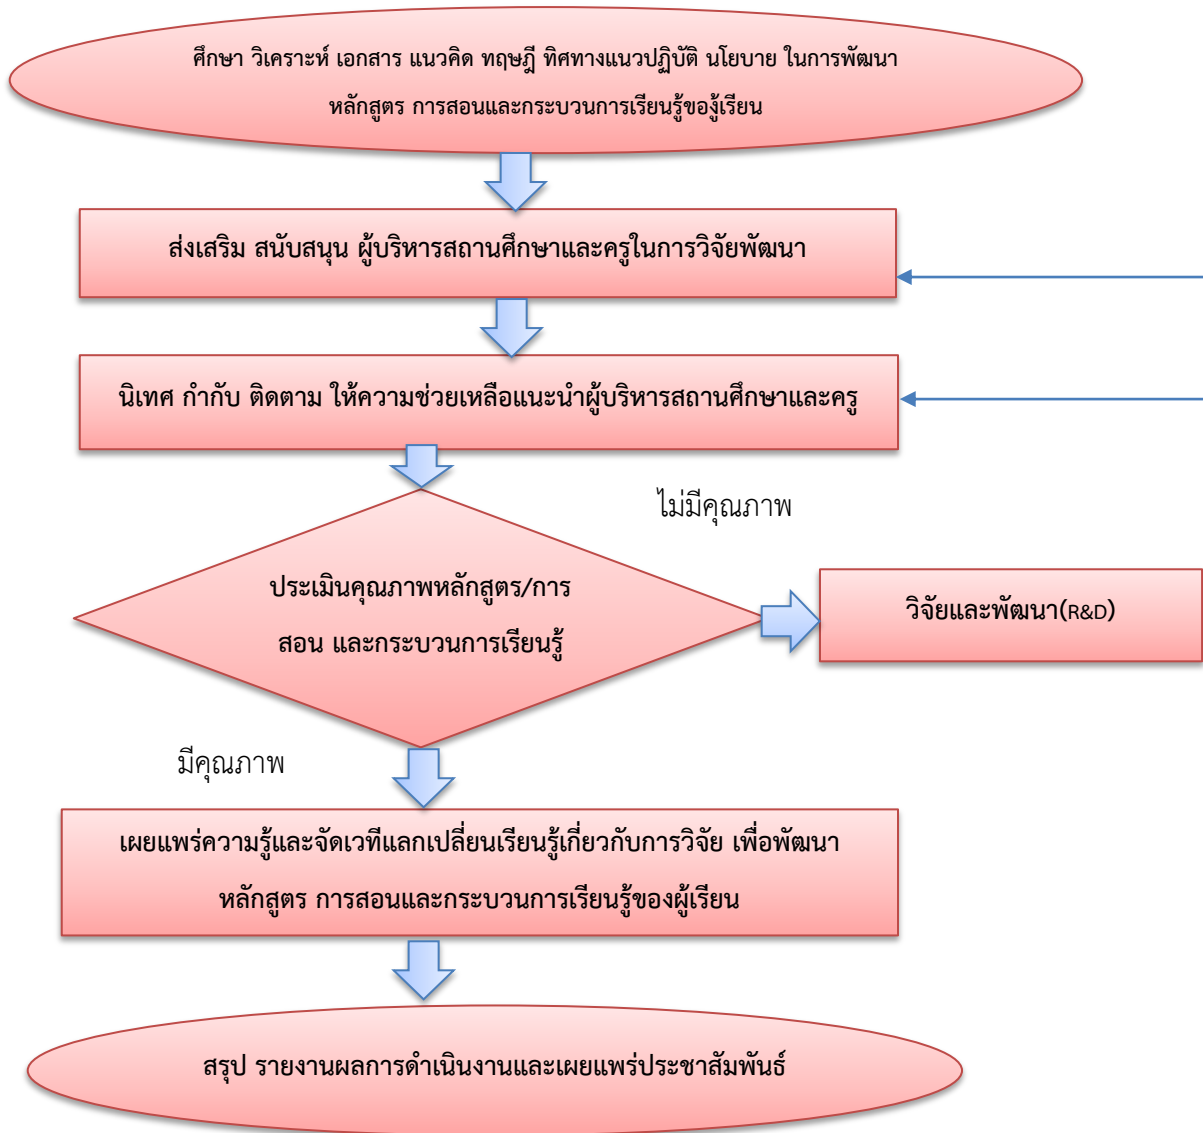 ศึกษา วิเคราะห์ เอกสาร แนวคิด ทฤษฎี ทิศทางแนวปฏิบัติ นโยบาย ในการพัฒนา
หลักสูตร การสอนและกระบวนการเรียนรู้ของู้เรียน
ส่งเสริม สนับสนุน ผู้บริหารสถานศึกษาและครูในการวิจัยพัฒนา
นิเทศ กำกับ ติดตาม ให้ความช่วยเหลือแนะนำผู้บริหารสถานศึกษาและครู
ไม่มีคุณภาพ
ประเมินคุณภาพหลักสูตร/การ
สอน และกระบวนการเรียนรู้
วิจัยและพัฒนา(R&D)
มีคุณภาพ
เผยแพร่ความรู้และจัดเวทีแลกเปลี่ยนเรียนรู้เกี่ยวกับการวิจัย เพื่อพัฒนา
หลักสูตร การสอนและกระบวนการเรียนรู้ของผู้เรียน
สรุป รายงานผลการดำเนินงานและเผยแพร่ประชาสัมพันธ์